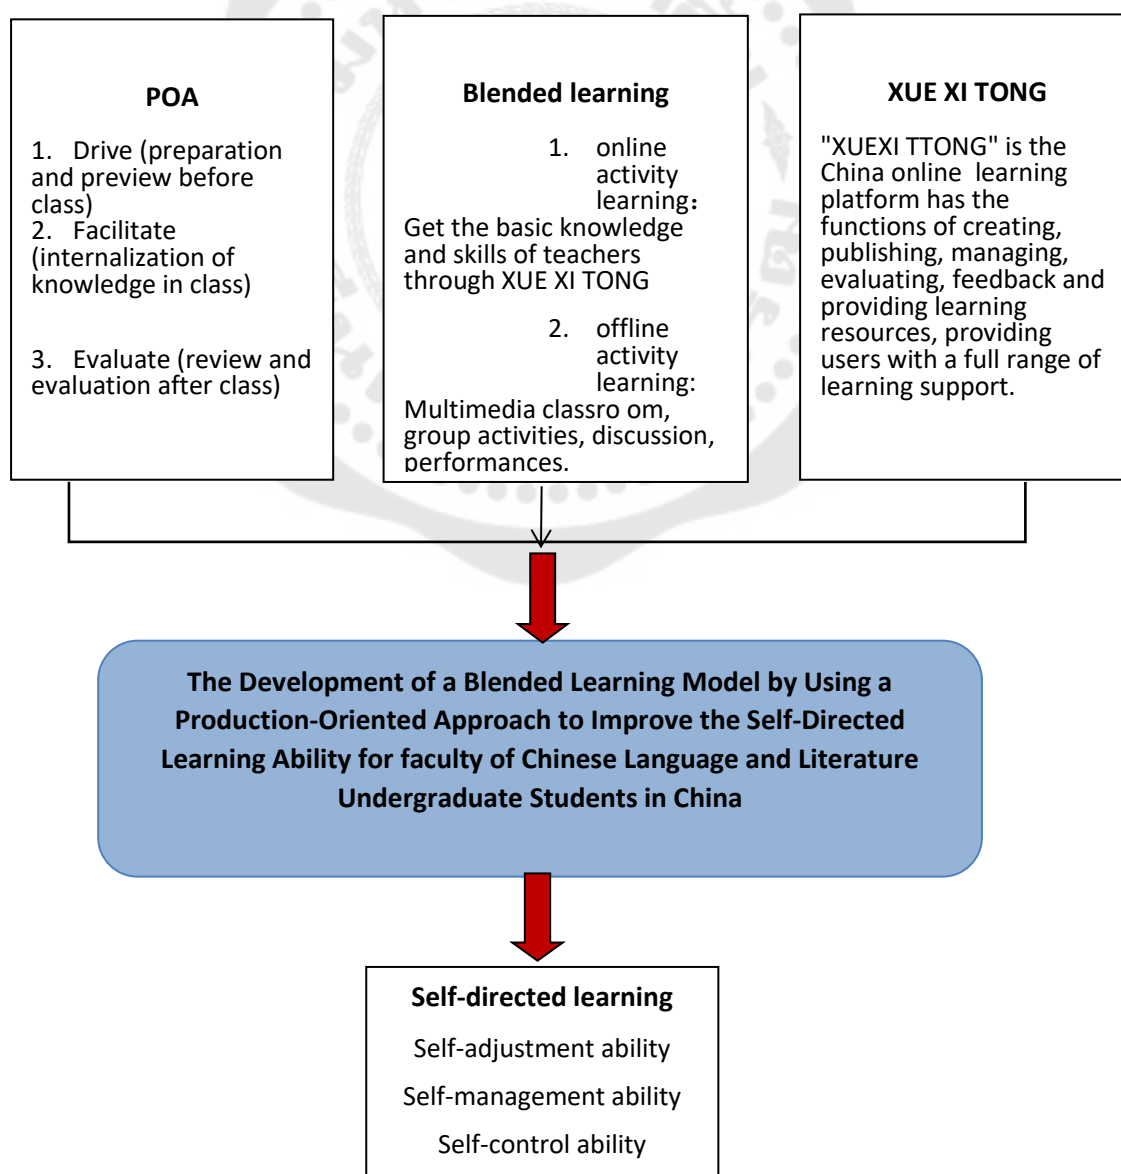 POA
1. Drive (preparation
and preview before
class)
2. Facilitate
(internalization of
knowledge in class)
3. Evaluate (review and
evaluation after class)
Blended learning
1. online
activity
learning：
Get the basic knowledge
and skills of teachers
through XUE XI TONG
2. offline
activity
learning:
Multimedia classro om,
group activities, discussion,
performances.
XUE XI TONG
"XUEXI TTONG" is the
China online learning
platform has the
functions of creating,
publishing, managing,
evaluating, feedback and
providing learning
resources, providing
users with a full range of
learning support.
The Development of a Blended Learning Model by Using a
Production-Oriented Approach to Improve the Self-Directed
Learning Ability for faculty of Chinese Language and Literature
Undergraduate Students in China
Self-directed learning
Self-adjustment ability
Self-management ability
Self-control ability